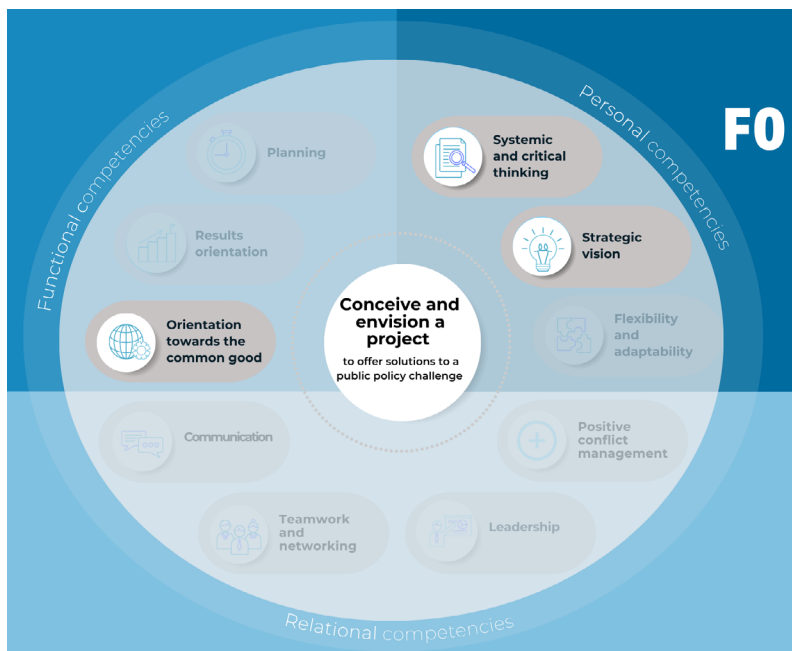 F0
Functional competencies
Personal competencies
Planning
Results
orientation
Orientation
towards the
common good
Systemic
and critical
thinking
Strategic
vision
Flexibility
and
adaptability
Conceive and
envision a
project
to offer solutions to a
public policy challenge
Communication
Teamwork
and
networking
Positive
conflict
management
Leadership
Relational competencies